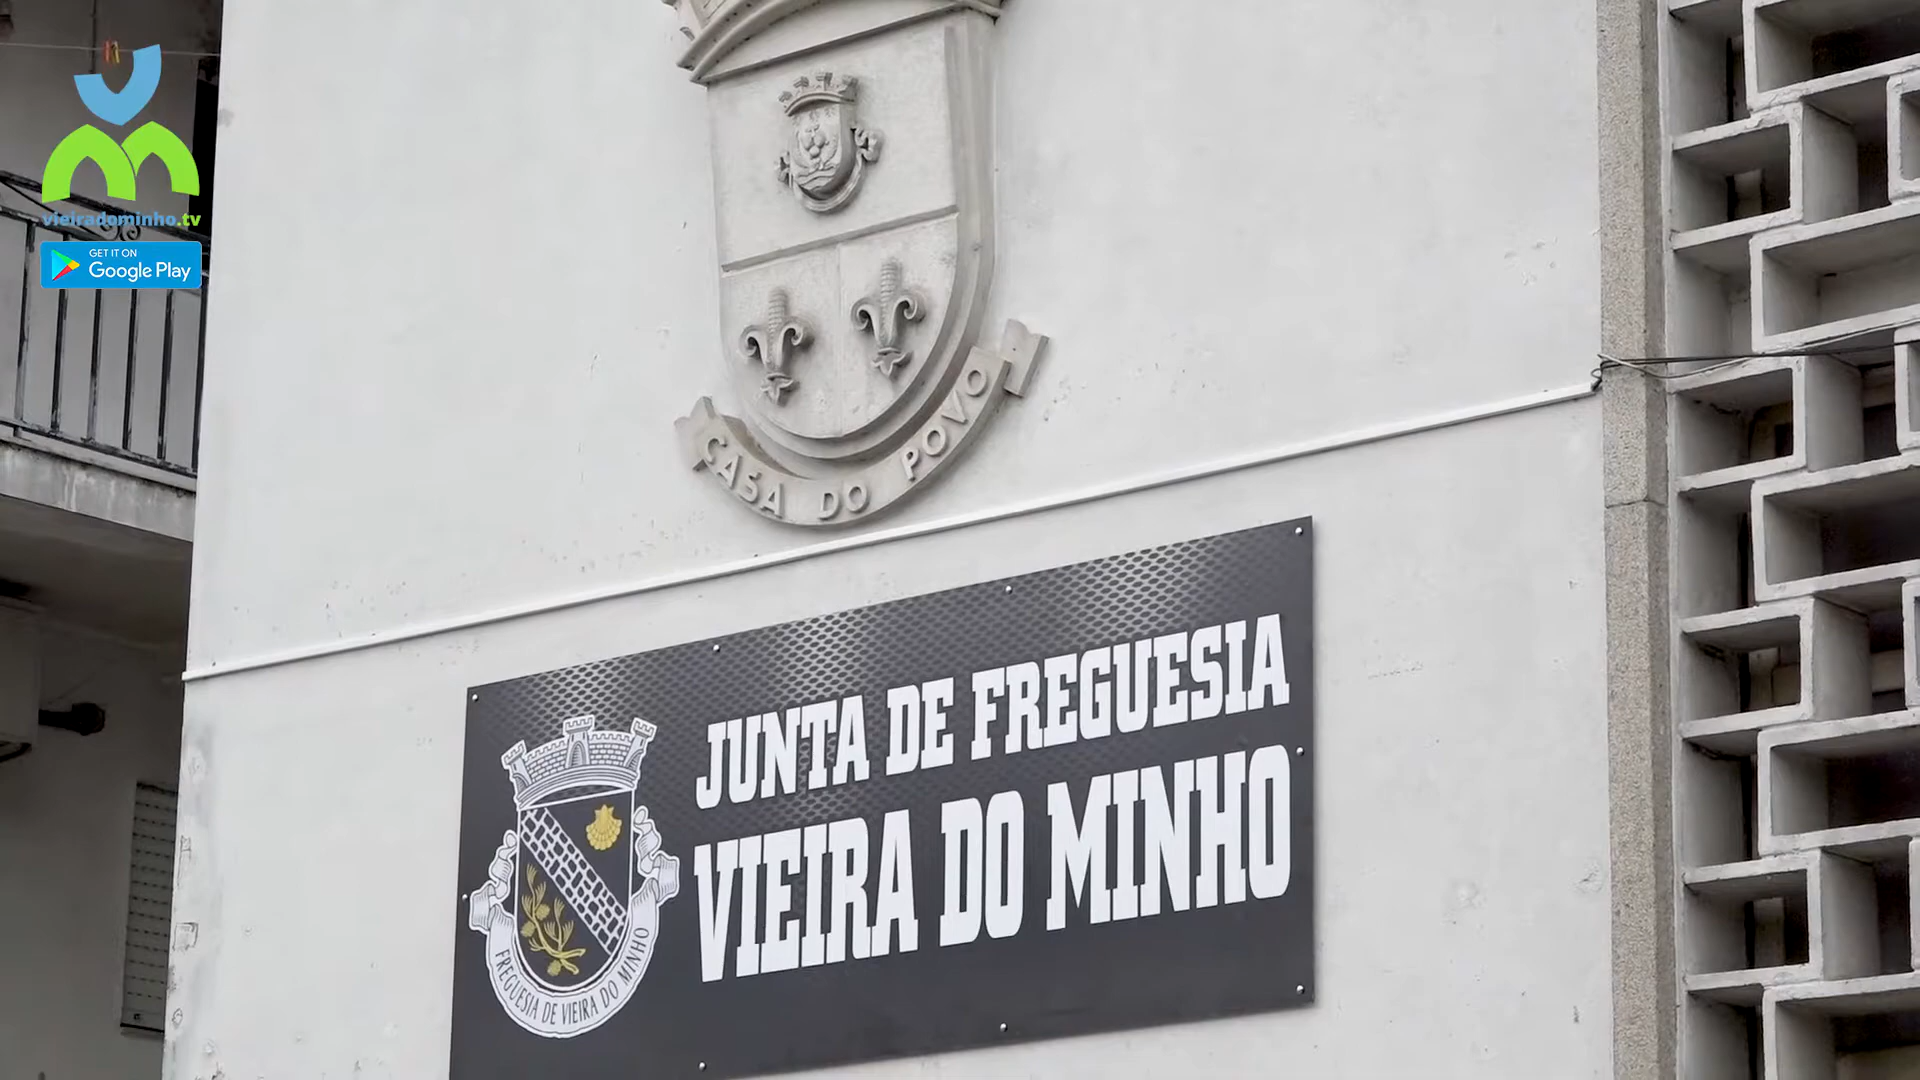 vieiradominho.tv
GET IT ON
Google Play
CASA DO POVO
JUNTA DE FREGUESIA
VIEIRA DO MINHO
FREGUESIA DE VIEIRA DO MINHO